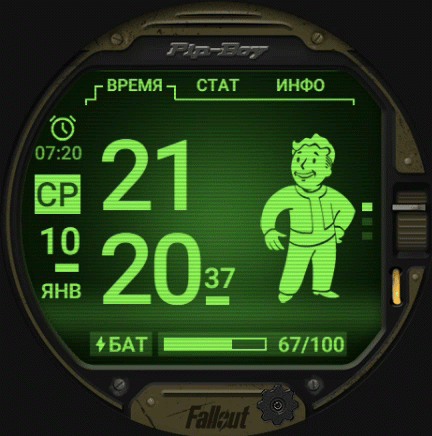 Pip-Boy
ВРЕМЯ СТАТ ИНФО
07:20
СР
10
ЯНВ
21
20 37
БАТ 67/100
Fallout